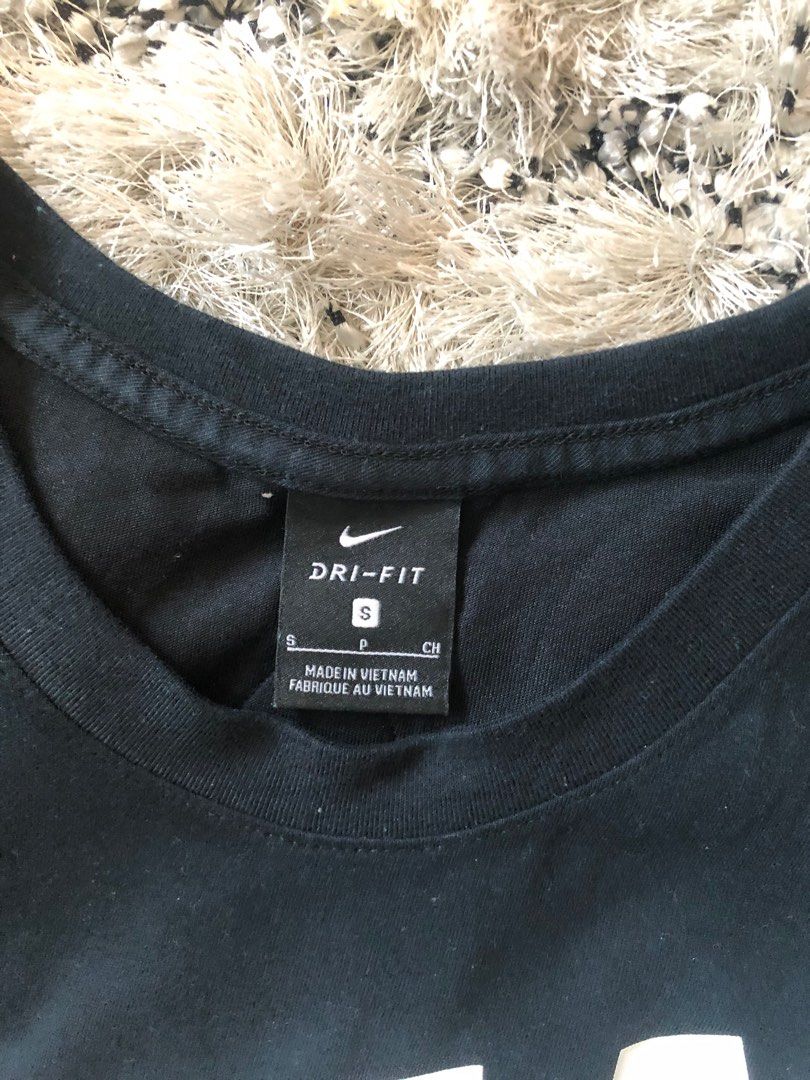 DRI-FIT
S
S P CH
MADE IN VIETNAM
FABRIQUE AU VIETNAM